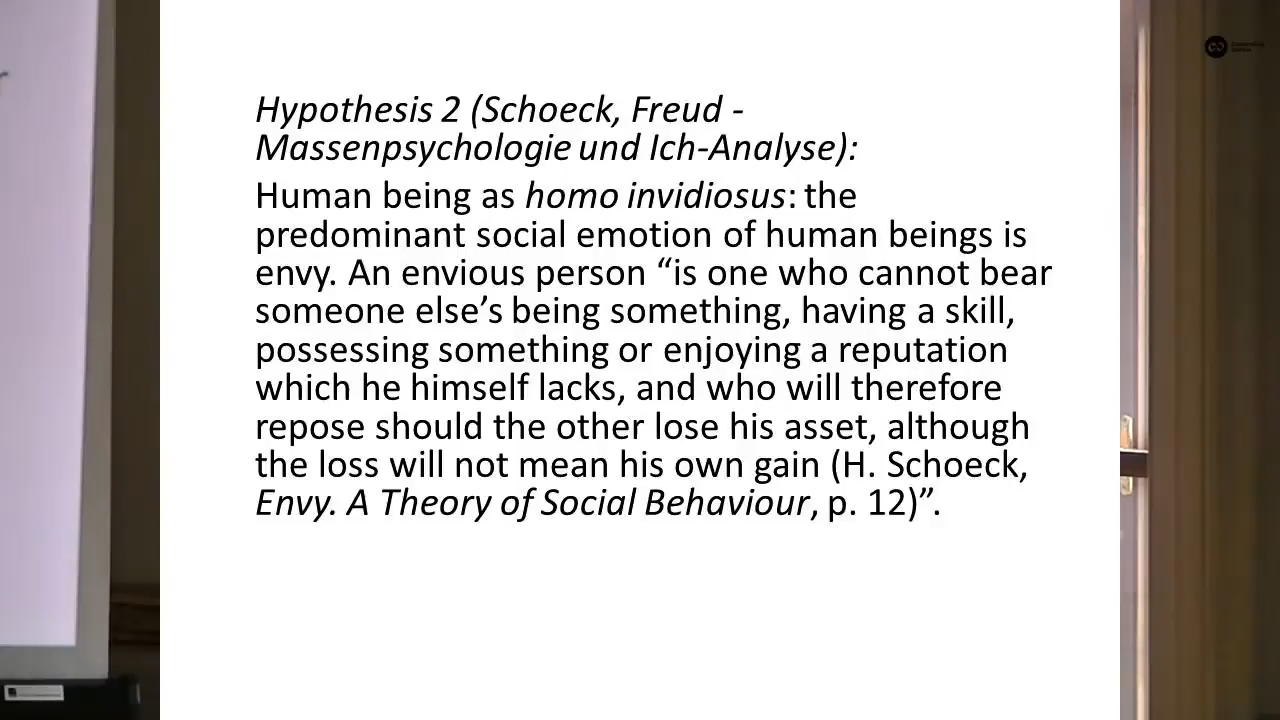 Hypothesis 2 (Schoeck, Freud -
Massenpsychologie und Ich-Analyse):
Human being as homo invidiosus: the
predominant social emotion of human beings is
envy. An envious person “is one who cannot bear
someone else’s being something, having a skill,
possessing something or enjoying a reputation
which he himself lacks, and who will therefore
repose should the other lose his asset, although
the loss will not mean his own gain (H. Schoeck,
Envy. A Theory of Social Behaviour, p. 12)”.